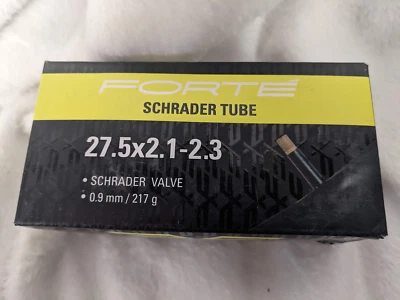 FORTÉ
SCHRADER TUBE
27.5x2.1-2.3
• SCHRADER VALVE
• 0.9 mm / 217 g